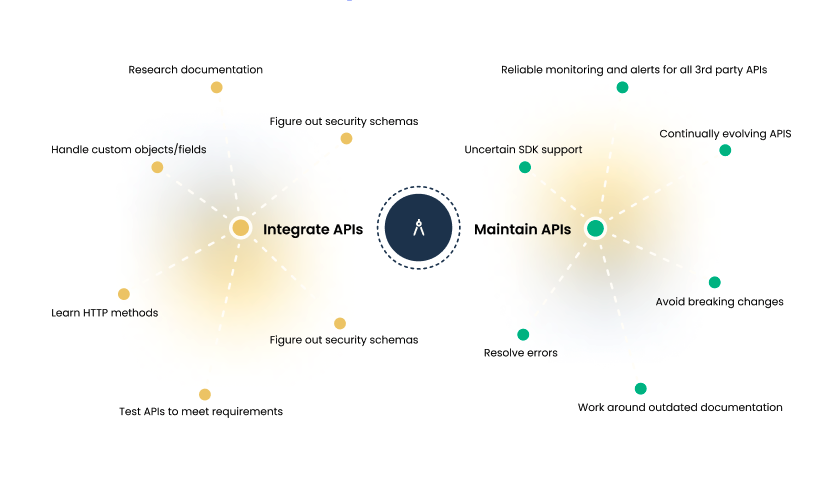 Research documentation
Figure out security schemas
Handle custom objects/fields
Integrate APIs
Learn HTTP methods
Figure out security schemas
Test APIs to meet requirements
Reliable monitoring and alerts for all 3rd party APIs
Continually evolving APIS
Uncertain SDK support
Maintain APIs
Avoid breaking changes
Resolve errors
Work around outdated documentation